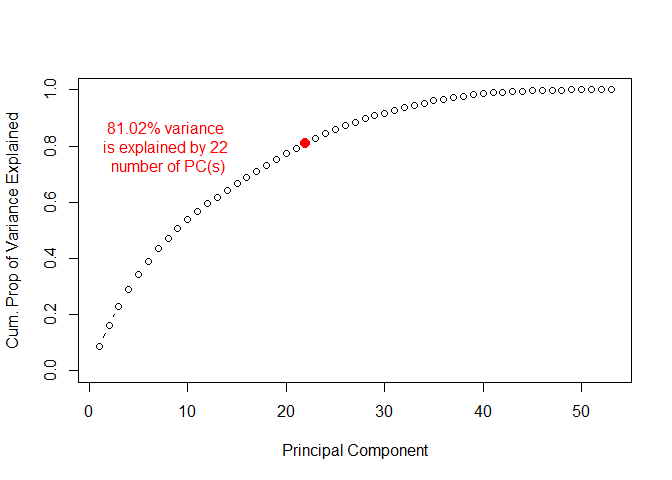 81.02% variance
is explained by 22
number of PC(s)
Cum. Prop of Variance Explained
1.0
0.8
0.6
0.4
0.2
0.0
0 10 20 30 40 50
Principal Component